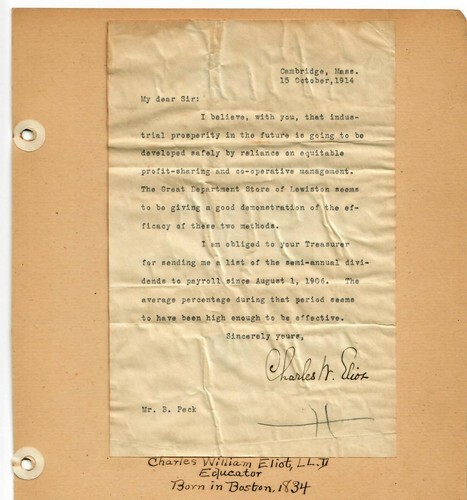 Cambridge, Mass.
15 October,1914
My dear Sir:
I believe, with you, that indus-
trial prosperity in the future is going to be
developed safely by reliance on equitable
profit-sharing and co-operative management.
The Great Department Store of Lewiston seems
to be giving a good demonstration of the ef-
ficacy of these two methods.
I am obliged to your Treasurer
for sending me a list of the semi-annual divi-
dends to payroll since August 1, 1906. The
average percentage during that period seems
to have been high enough to be effective.
Sincerely yours,
Charles W. Eliot
Mr. B. Peck
H
Charles William Eliot, LL.D
Educator
Born in Boston, 1834